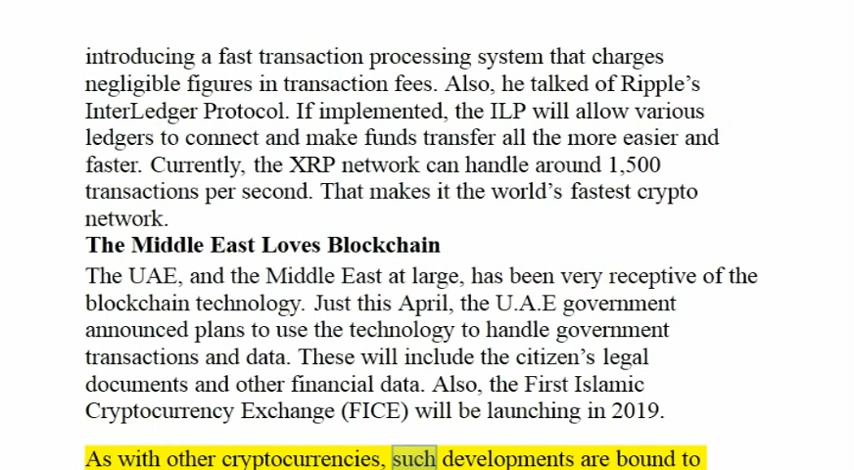 introducing a fast transaction processing system that charges
negligible figures in transaction fees. Also, he talked of Ripple’s
InterLedger Protocol. If implemented, the ILP will allow various
ledgers to connect and make funds transfer all the more easier and
faster. Currently, the XRP network can handle around 1,500
transactions per second. That makes it the world’s fastest crypto
network.
The Middle East Loves Blockchain
The UAE, and the Middle East at large, has been very receptive of the
blockchain technology. Just this April, the U.A.E government
announced plans to use the technology to handle government
transactions and data. These will include the citizen’s legal
documents and other financial data. Also, the First Islamic
Cryptocurrency Exchange (FICE) will be launching in 2019.
As with other cryptocurrencies, such developments are bound to